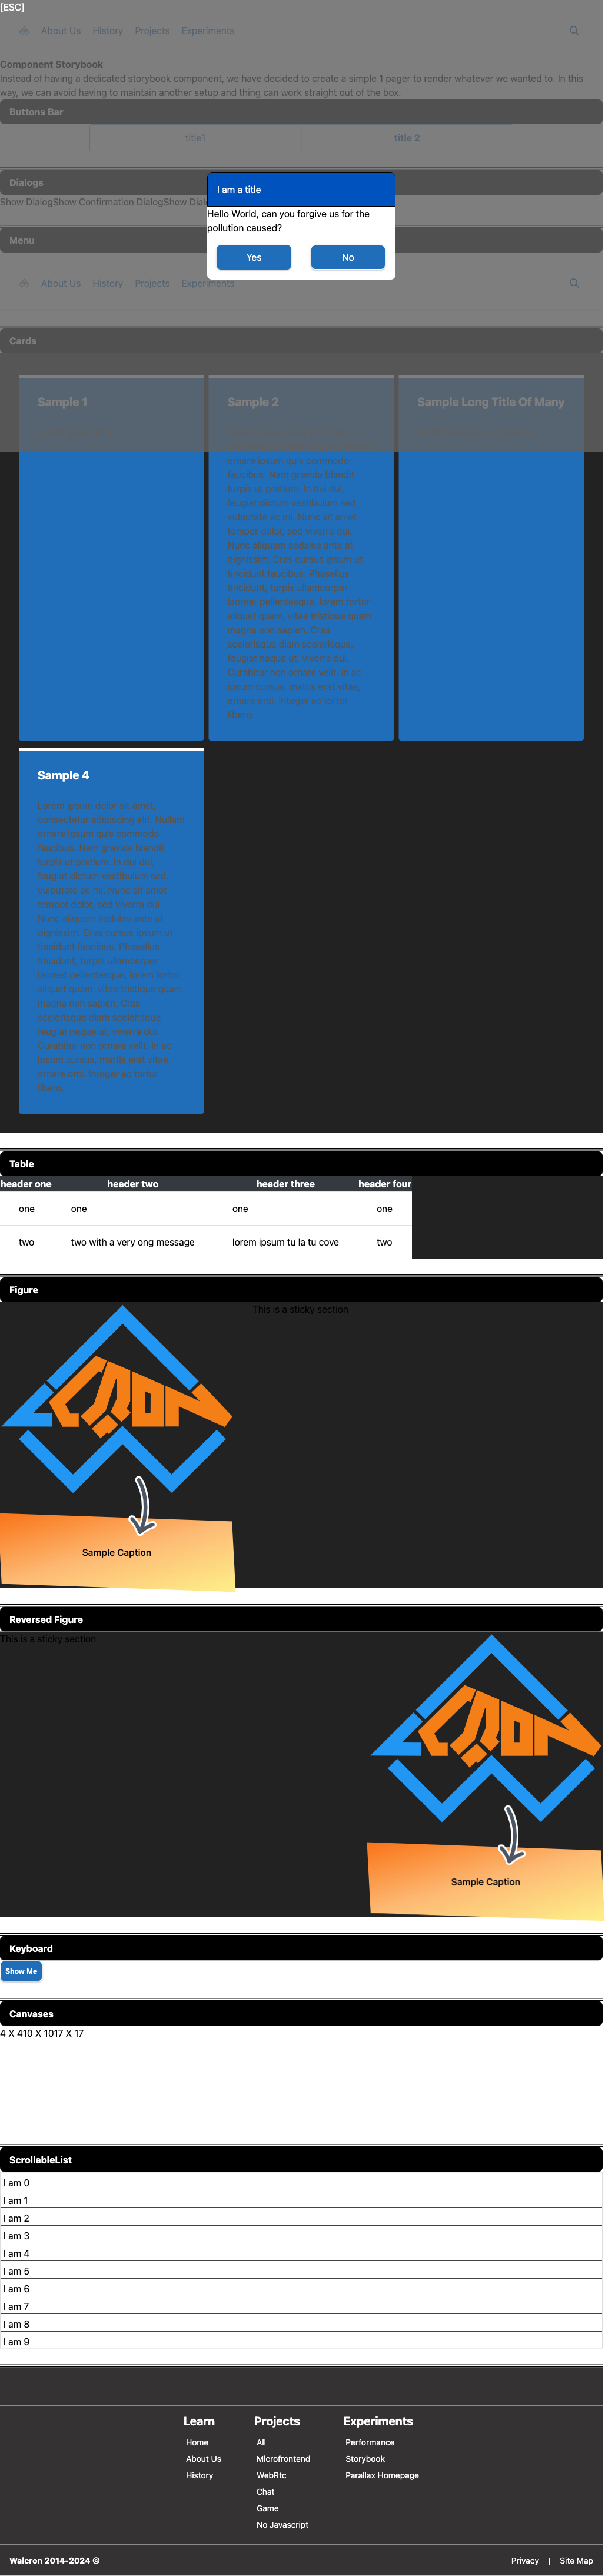 [ESC]
About Us History Projects Experiments
Component Storybook
Instead of having a dedicated storybook component, we have decided to create a simple 1 pager to render whatever we wanted to. In this
way, we can avoid having to maintain another setup and thing can work straight out of the box.
Buttons Bar
title1 title 2
Dialogs
Show DialogShow Confirmation DialogShow Dialo
I am a title
Hello World, can you forgive us for the
pollution caused?
Yes No
Menu
About Us History Projects Experiments
Cards
Sample 1 Sample 2 Sample Long Title Of Many
ornare ipsum quis commodo
faucibus. Nam gravida blandit
turpis ut pretium. In dui dui,
feugiat dictum vestibulum sed,
vulputate ac mi. Nunc sit amet
tempor dolor, sed viverra dui.
Nunc aliquam sodales ante at
dignissim. Cras cursus ipsum ut
tincidunt faucibus. Phasellus
tincidunt, turpis ullamcorper
laoreet pellentesque, lorem tortor
aliquet quam, vitae tristique quam
magna non sapien. Cras
scelerisque diam scelerisque,
feugiat neque ut, viverra dui.
Curabitur non ornare velit. In ac
ipsum cursus, mattis erat vitae,
ornare orci. Integer ac tortor
libero.
Sample 4
Lorem ipsum dolor sit amet,
consectetur adipiscing elit. Nullam
ornare ipsum quis commodo
faucibus. Nam gravida blandit
turpis ut pretium. In dui dui,
feugiat dictum vestibulum sed,
vulputate ac mi. Nunc sit amet
tempor dolor, sed viverra dui.
Nunc aliquam sodales ante at
dignissim. Cras cursus ipsum ut
tincidunt faucibus. Phasellus
tincidunt, turpis ullamcorper
laoreet pellentesque, lorem tortor
aliquet quam, vitae tristique quam
magna non sapien. Cras
scelerisque diam scelerisque,
feugiat neque ut, viverra dui.
Curabitur non ornare velit. In ac
ipsum cursus, mattis erat vitae,
ornare orci. Integer ac tortor
libero.
Table
header one header two header three header four
one one one one
two two with a very ong message lorem ipsum tu la tu cove two
Figure
This is a sticky section
Sample Caption
Reversed Figure
This is a sticky section
Sample Caption
Keyboard
Show Me
Canvases
4 X 410 X 1017 X 17
ScrollableList
I am 0
I am 1
I am 2
I am 3
I am 4
I am 5
I am 6
I am 7
I am 8
I am 9
Learn Projects Experiments
Home All Performance
About Us Microfrontend Storybook
History WebRtc Parallax Homepage
Chat
Game
No Javascript
Walcron 2014-2024 © Privacy | Site Map